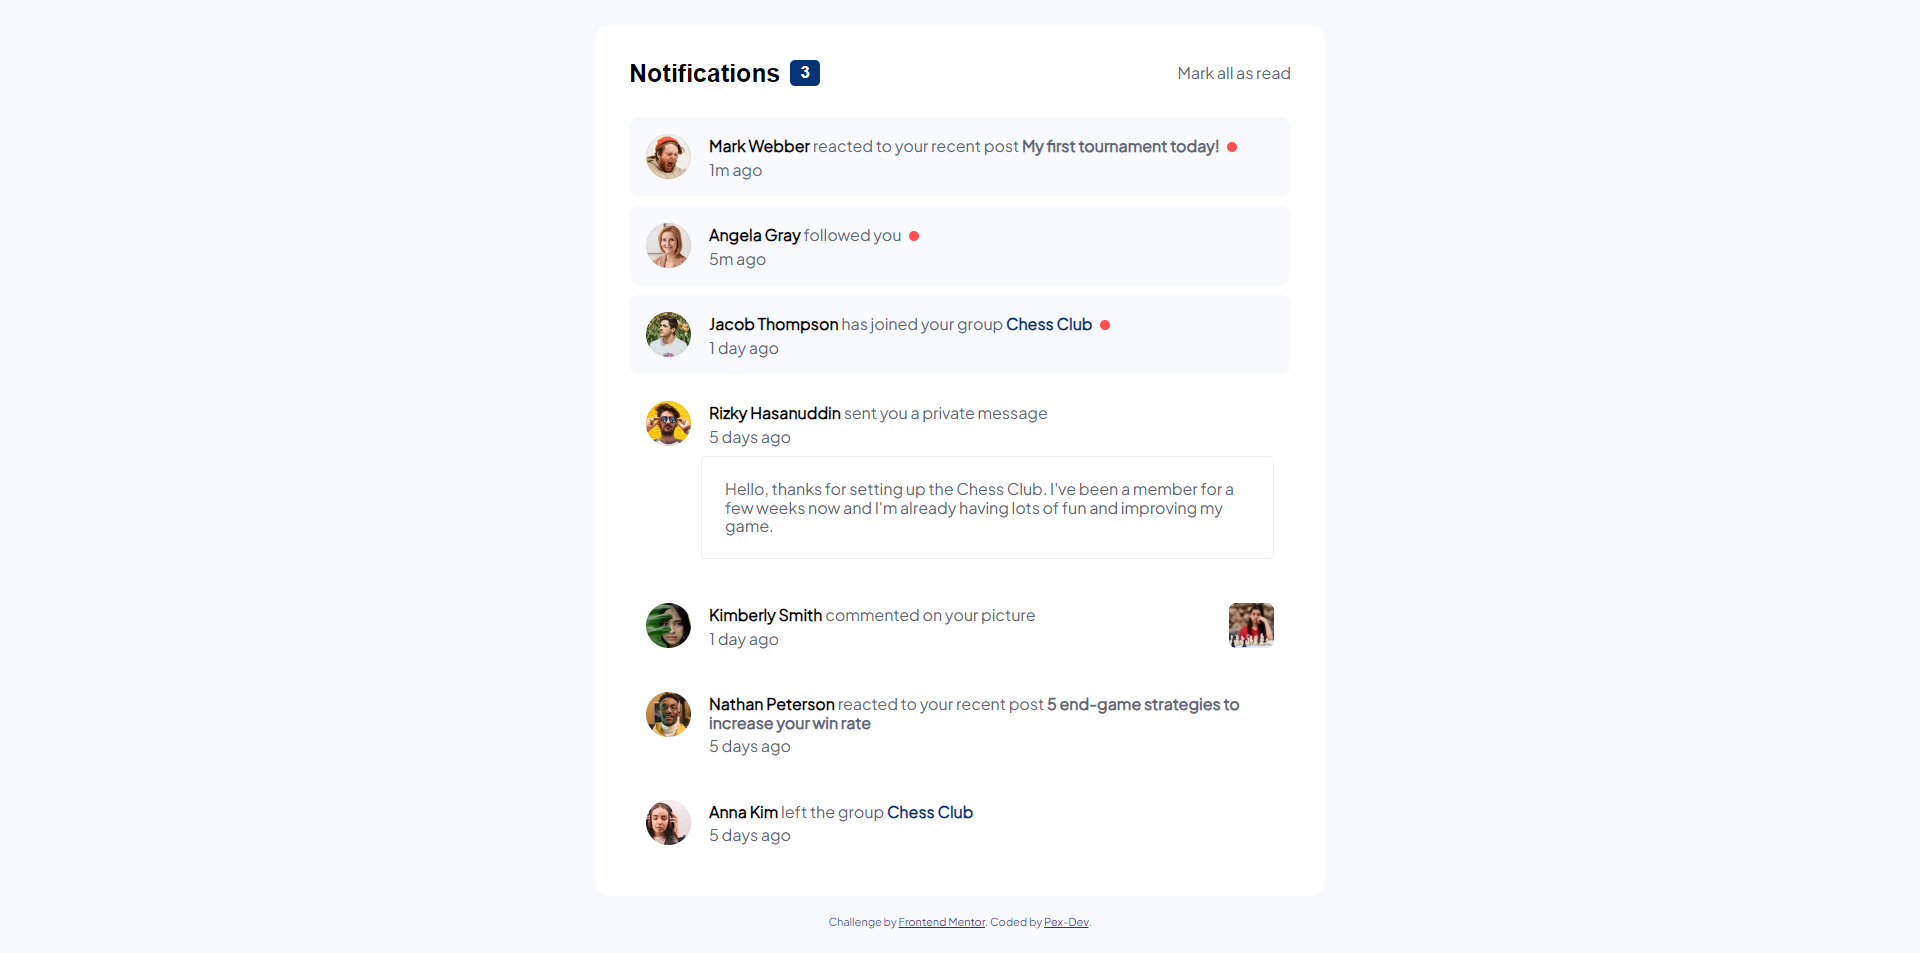 Notifications 3
Mark all as read
Mark Webber reacted to your recent post My first tournament today!
1m ago
Angela Gray followed you
5m ago
Jacob Thompson has joined your group Chess Club
1 day ago
Rizky Hasanuddin sent you a private message
5 days ago
Hello, thanks for setting up the Chess Club. I've been a member for a
few weeks now and I'm already having lots of fun and improving my
game.
Kimberly Smith commented on your picture
1 day ago
Nathan Peterson reacted to your recent post 5 end-game strategies to
increase your win rate
5 days ago
Anna Kim left the group Chess Club
5 days ago
Challenge by Frontend Mentor. Coded by Pex-Dev.